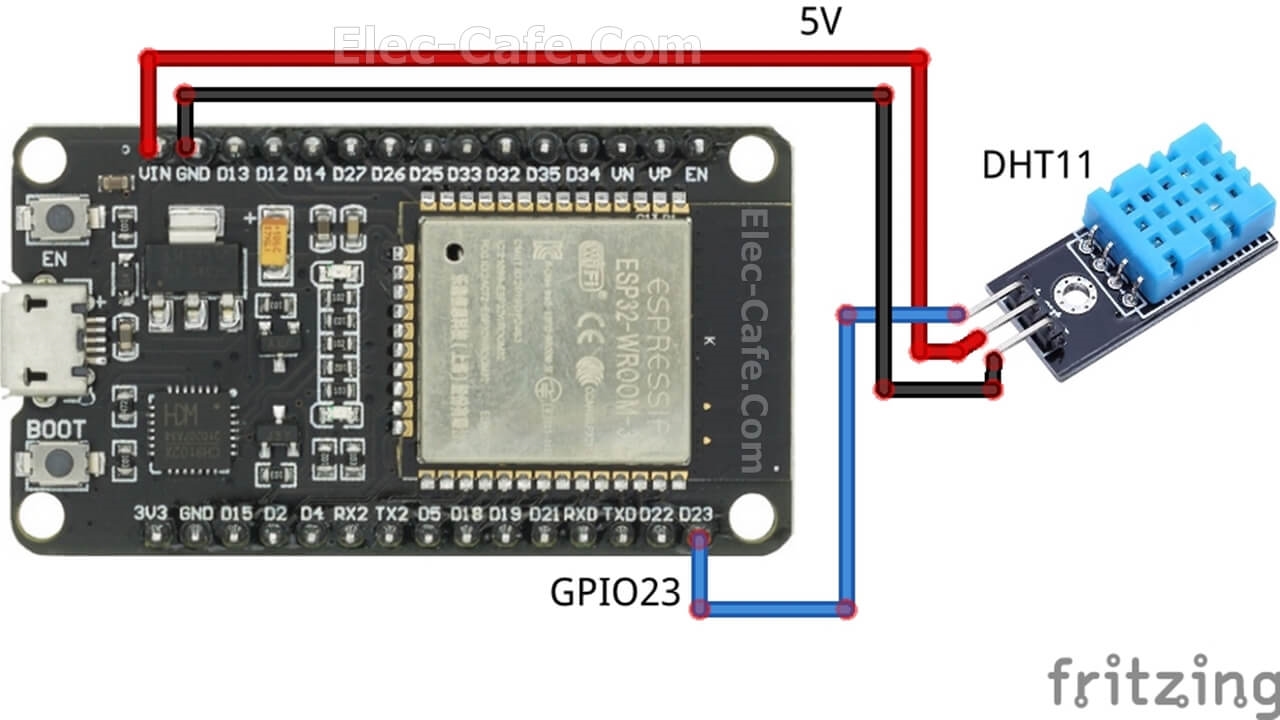 5V
Elec-Cafe.Com
DHT11
VIN GND D13 D12 D14 D27 D26 D25 D33 D32 D35 D34 VN VP EN
EN
Elec-Cafe.Com
WiFi
ESPRESSIF
ESP32-WROOM-
CE
K
BOOT
3V3 GND D15 D2 D4 RX2 TX2 D5 D18 D19 D21 RXD TXD D22 D23
GPIO23
fritzing